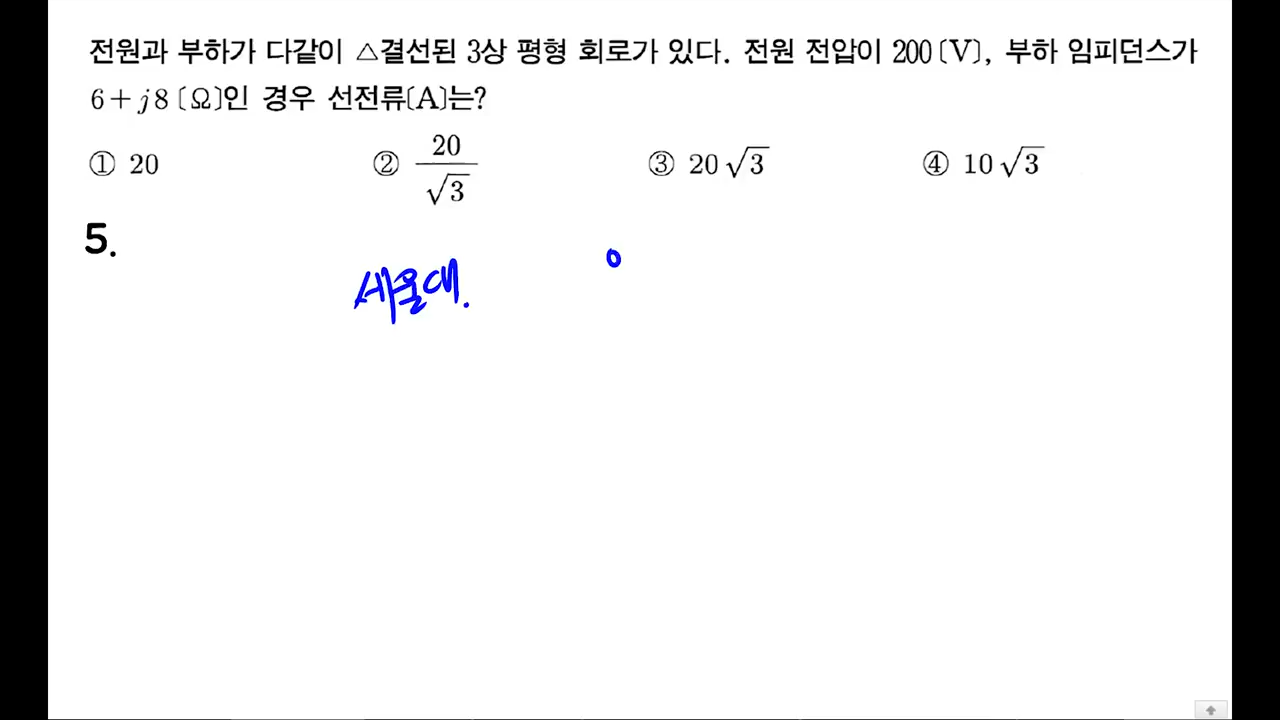 전원과 부하가 다같이 △결선된 3상 평형 회로가 있다. 전원 전압이 200〔V〕, 부하 임피던스가
6+j8〔Ω〕인 경우 선전류〔A〕는?
① 20 ② 20/√3 ③ 20√3 ④ 10√3
5.
서울대. o